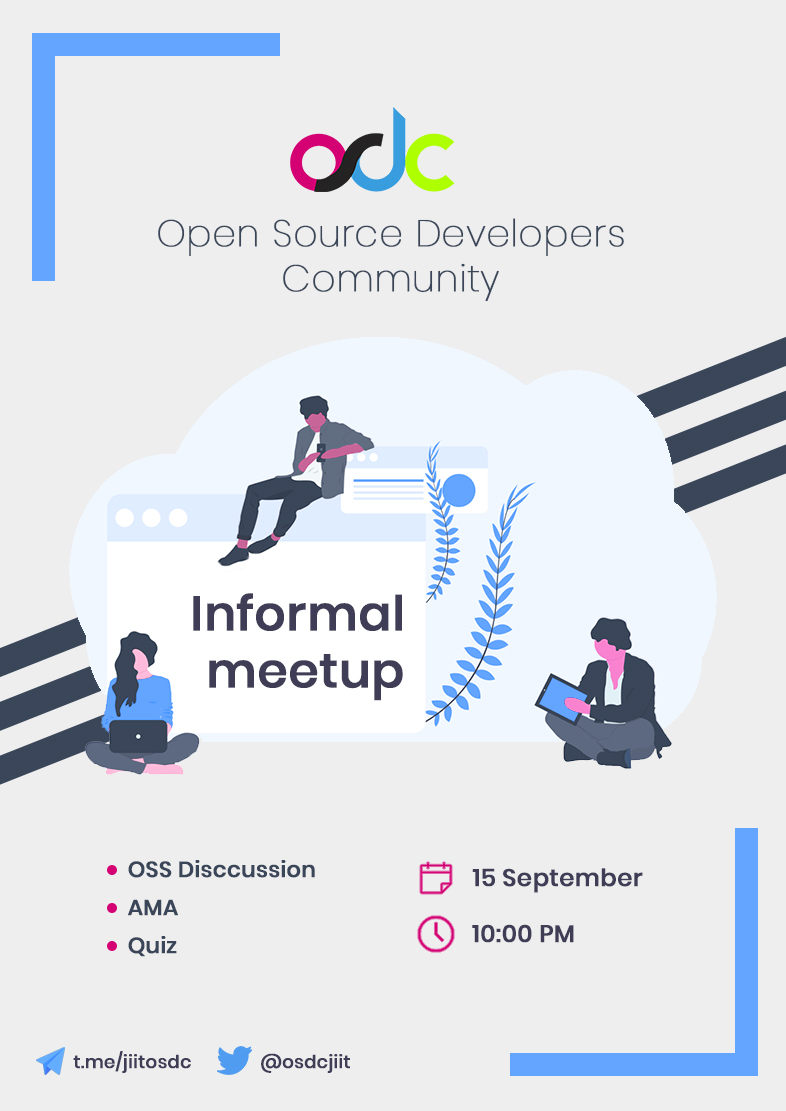 osdc
Open Source Developers
Community
Informal
meetup
OSS Disccussion
AMA
Quiz
15 September
10:00 PM
t.me/jiitosdc
@osdcjiit